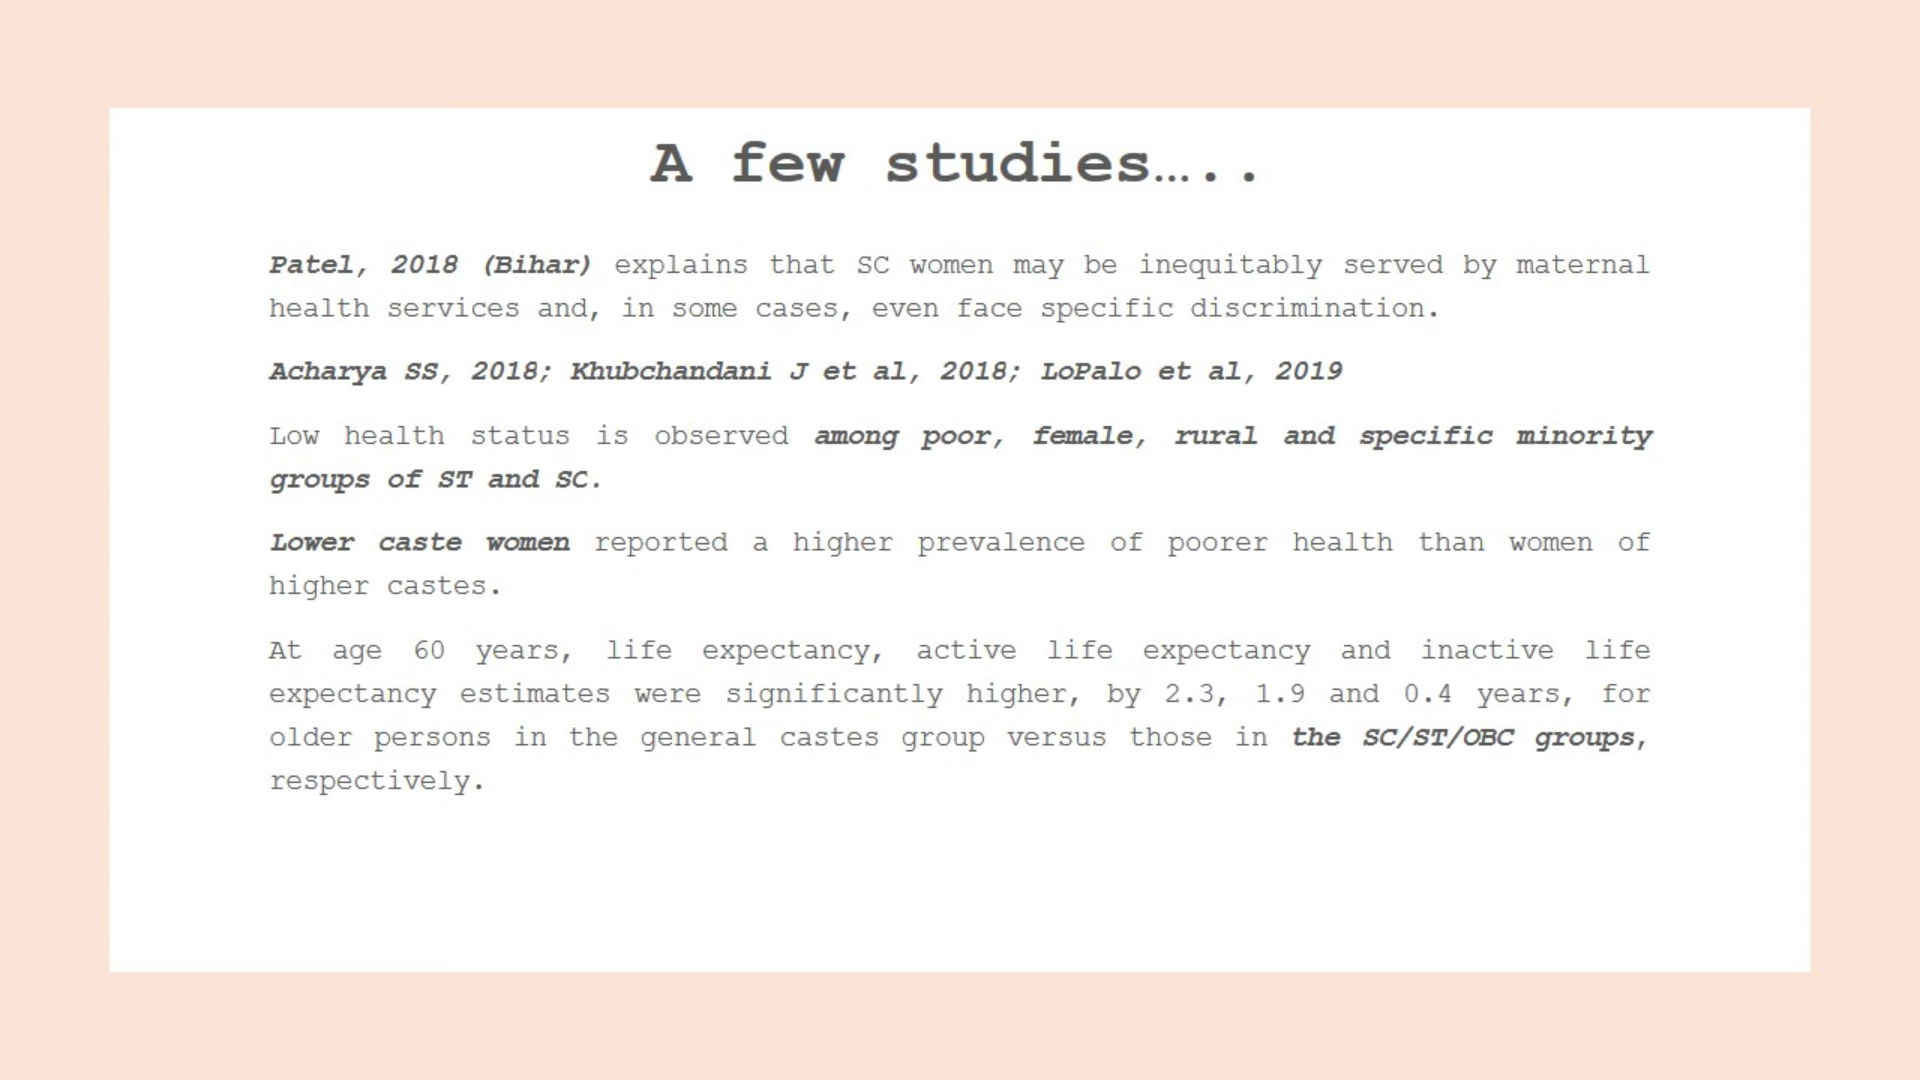 A few studies…..
Patel, 2018 (Bihar) explains that SC women may be inequitably served by maternal
health services and, in some cases, even face specific discrimination.
Acharya SS, 2018; Khubchandani J et al, 2018; LoPalo et al, 2019
Low health status is observed among poor, female, rural and specific minority
groups of ST and SC.
Lower caste women reported a higher prevalence of poorer health than women of
higher castes.
At age 60 years, life expectancy, active life expectancy and inactive life
expectancy estimates were significantly higher, by 2.3, 1.9 and 0.4 years, for
older persons in the general castes group versus those in the SC/ST/OBC groups,
respectively.